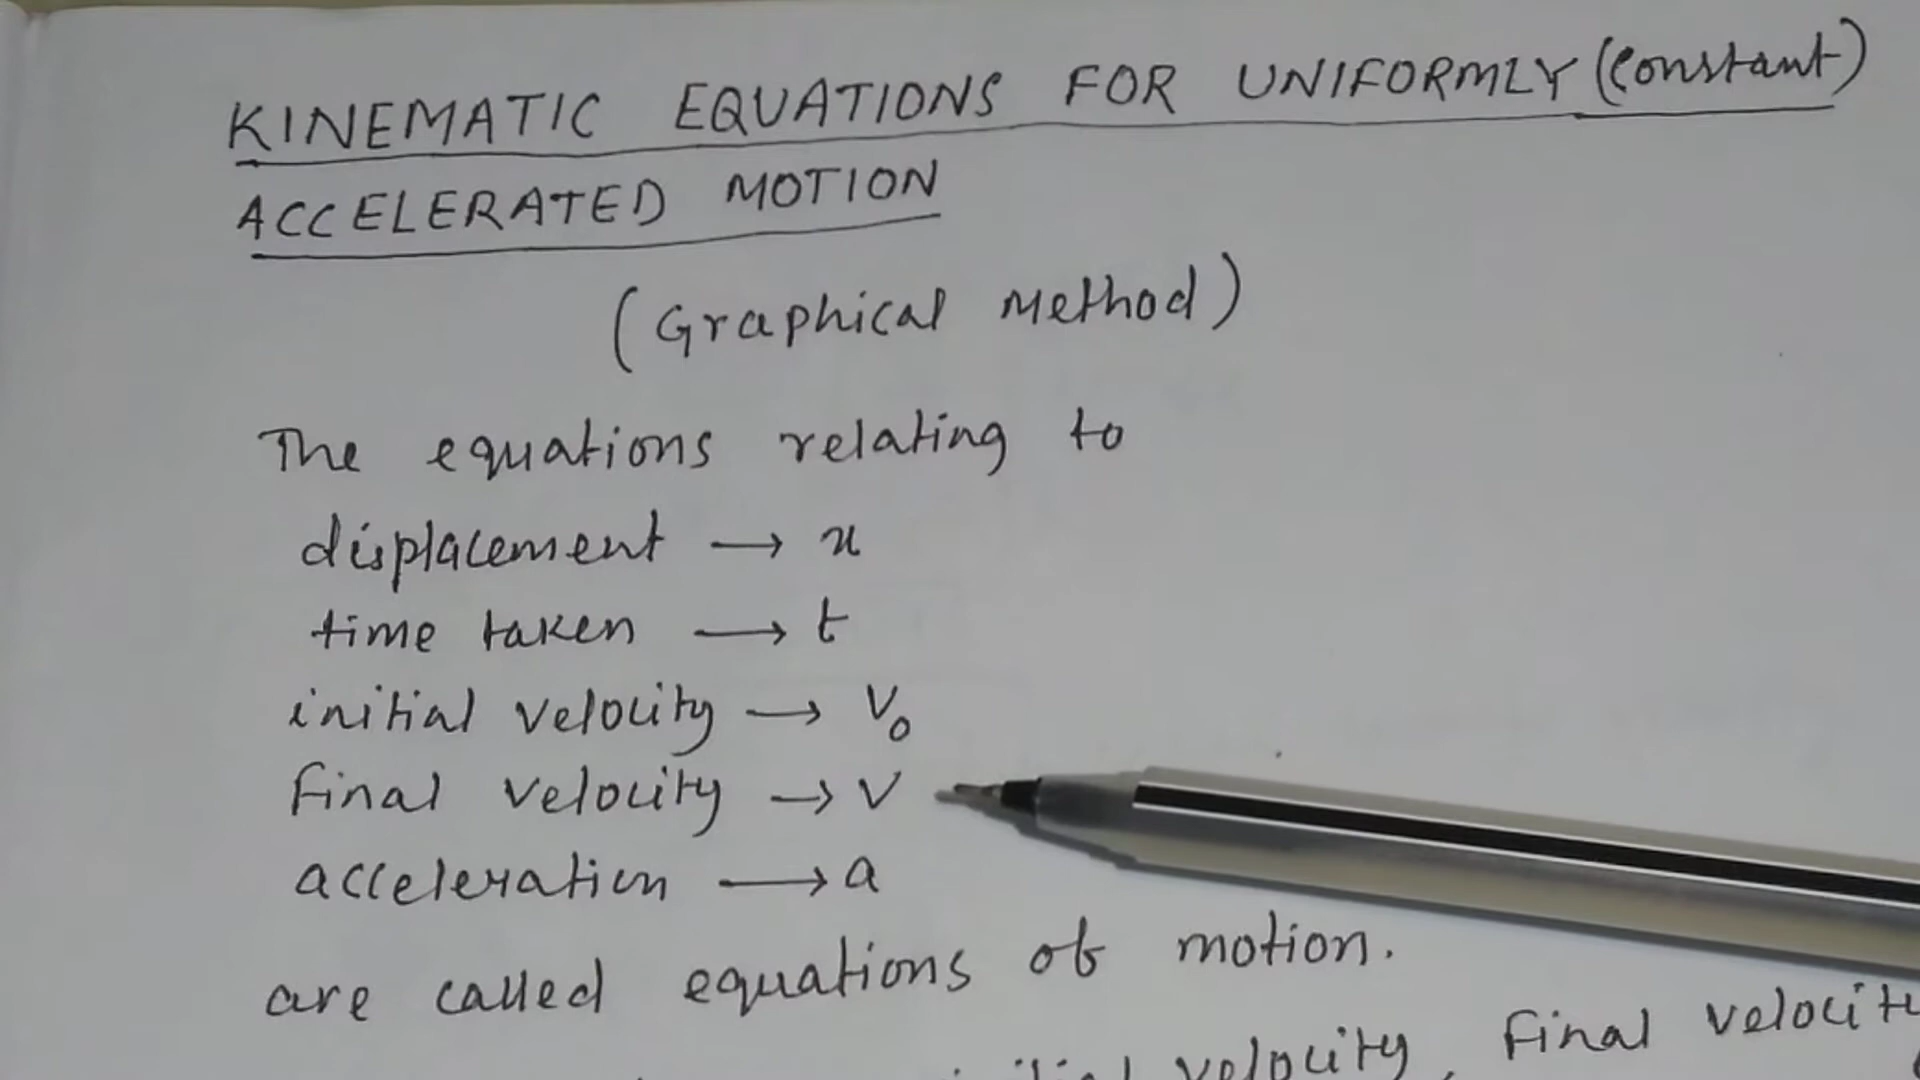 KINEMATIC EQUATIONS FOR UNIFORMLY (Constant)
ACCELERATED MOTION
(Graphical Method)
The equations relating to
displacement → x
time taken → t
initial velocity → v₀
final velocity → v
acceleration → a
are called equations of motion.
velocity, final velocity